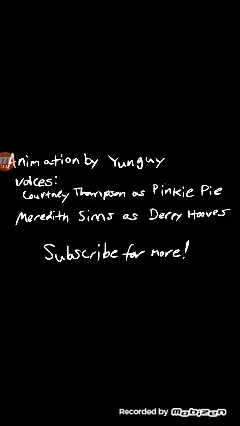 Animation by Yunguy
voices:
Courtney Thompson as Pinkie Pie
Meredith Sims as Derry Hooves
Subscribe for more!
Recorded by mobizen